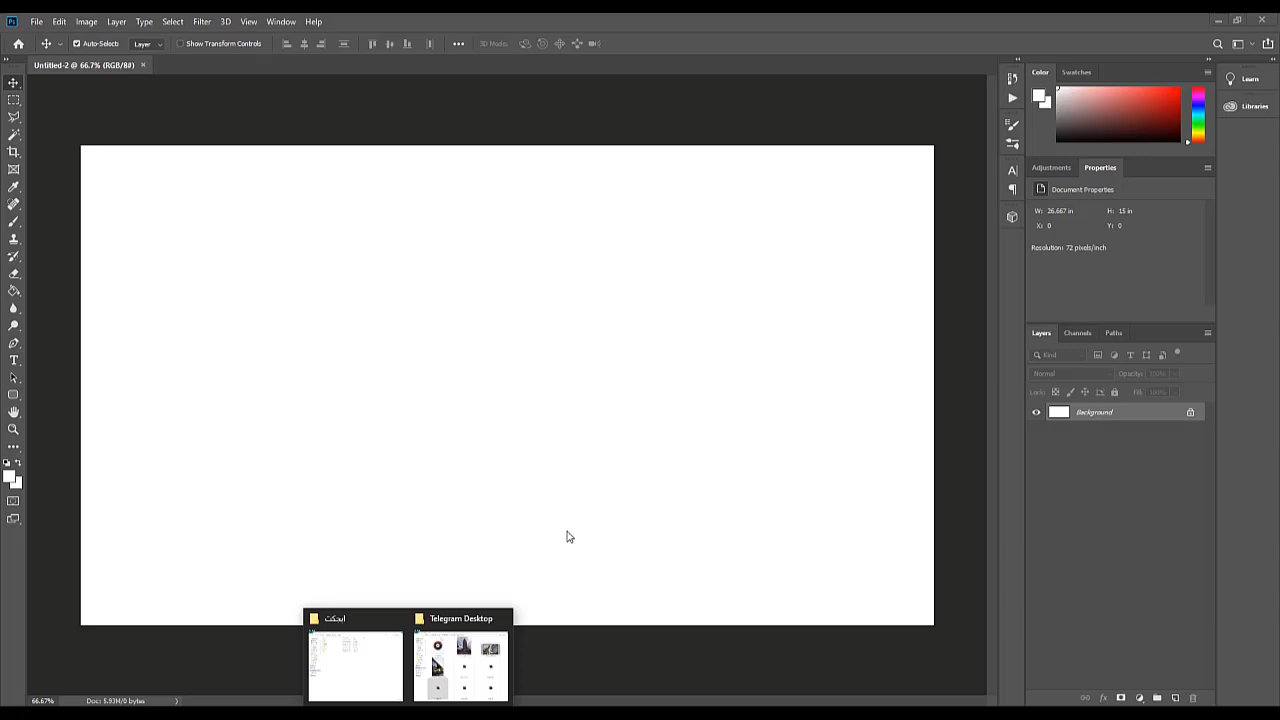 File Edit Image Layer Type Select Filter 3D View Window Help
Auto-Select: Layer Show Transform Controls 3D Mode:
Untitled-2 @ 66.7% (RGB/8#)
Color Swatches
Learn
Libraries
Adjustments Properties
Document Properties
W: 26.667 in H: 15 in
X: 0 Y: 0
Resolution: 72 pixels/inch
Layers Channels Paths
Kind
Normal Opacity: 100%
Lock: Fill: 100%
Background
ابجکت
Telegram Desktop
66.67% Doc: 5.93M/0 bytes